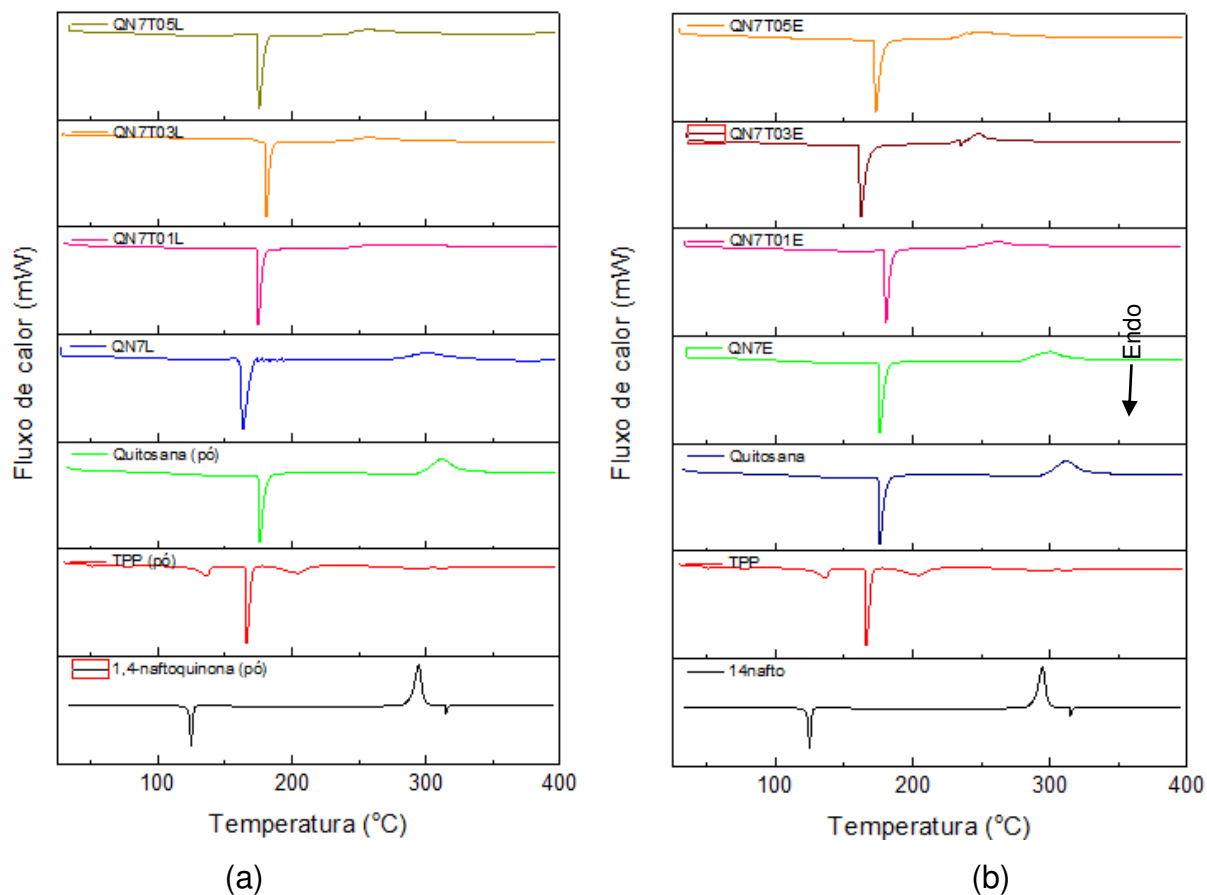 QN7T05L
QN7T03L
QN7T01L
QN7L
Quitosana (pó)
TPP (pó)
1,4-naftoquinona (pó)
Fluxo de calor (mW)
100 200 300 400
Temperatura (°C)
(a)
QN7T05E
QN7T03E
QN7T01E
QN7E
Quitosana
TPP
14nafto
Endo
Fluxo de calor (mW)
100 200 300 400
Temperatura (°C)
(b)